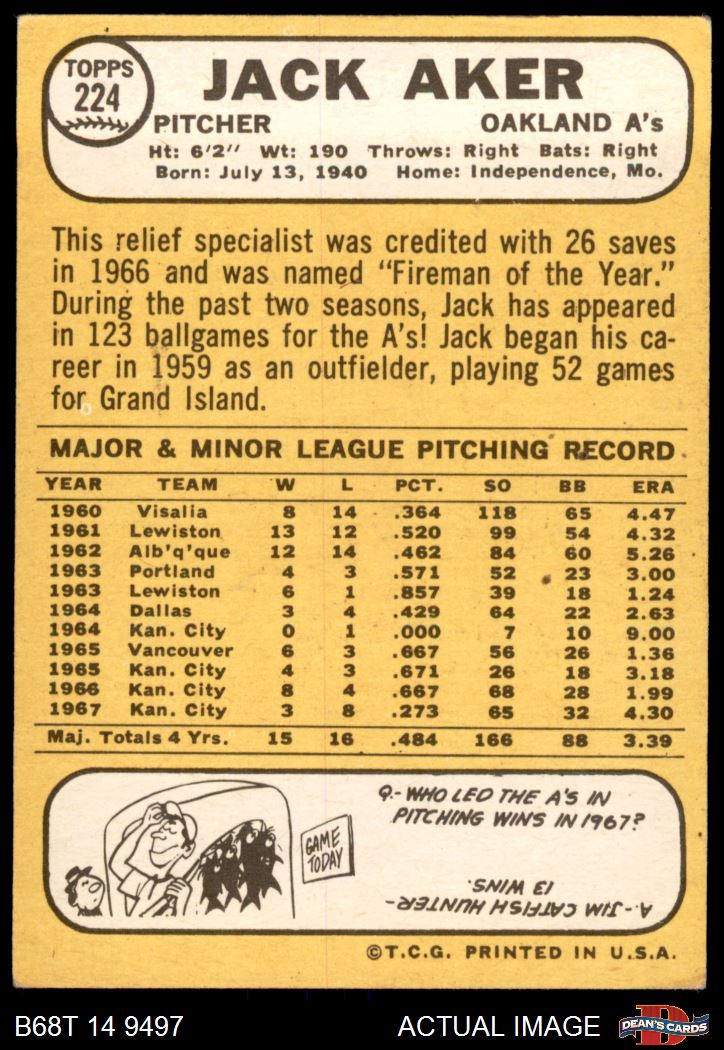 TOPPS
224
JACK AKER
PITCHER OAKLAND A's
Ht: 6'2" Wt: 190 Throws: Right Bats: Right
Born: July 13, 1940 Home: Independence, Mo.
This relief specialist was credited with 26 saves
in 1966 and was named "Fireman of the Year."
During the past two seasons, Jack has appeared
in 123 ballgames for the A's! Jack began his ca-
reer in 1959 as an outfielder, playing 52 games
for Grand Island.
MAJOR & MINOR LEAGUE PITCHING RECORD
YEAR TEAM W L PCT. SO BB ERA
1960 Visalia 8 14 .364 118 65 4.47
1961 Lewiston 13 12 .520 99 54 4.32
1962 Alb'q'que 12 14 .462 84 60 5.26
1963 Portland 4 3 .571 52 23 3.00
1963 Lewiston 6 1 .857 39 18 1.24
1964 Dallas 3 4 .429 64 22 2.63
1964 Kan. City 0 1 .000 7 10 9.00
1965 Vancouver 6 3 .667 56 26 1.36
1965 Kan. City 4 3 .671 26 18 3.18
1966 Kan. City 8 4 .667 68 28 1.99
1967 Kan. City 3 8 .273 65 32 4.30
Maj. Totals 4 Yrs. 15 16 .484 166 88 3.39
GAME
TODAY
Q.- WHO LED THE A'S IN
PITCHING WINS IN 1967?
A.- JIM CATFISH HUNTER-
13 WINS.
©T.C.G. PRINTED IN U.S.A.
B68T 14 9497 ACTUAL IMAGE
D
DEAN'S CARDS